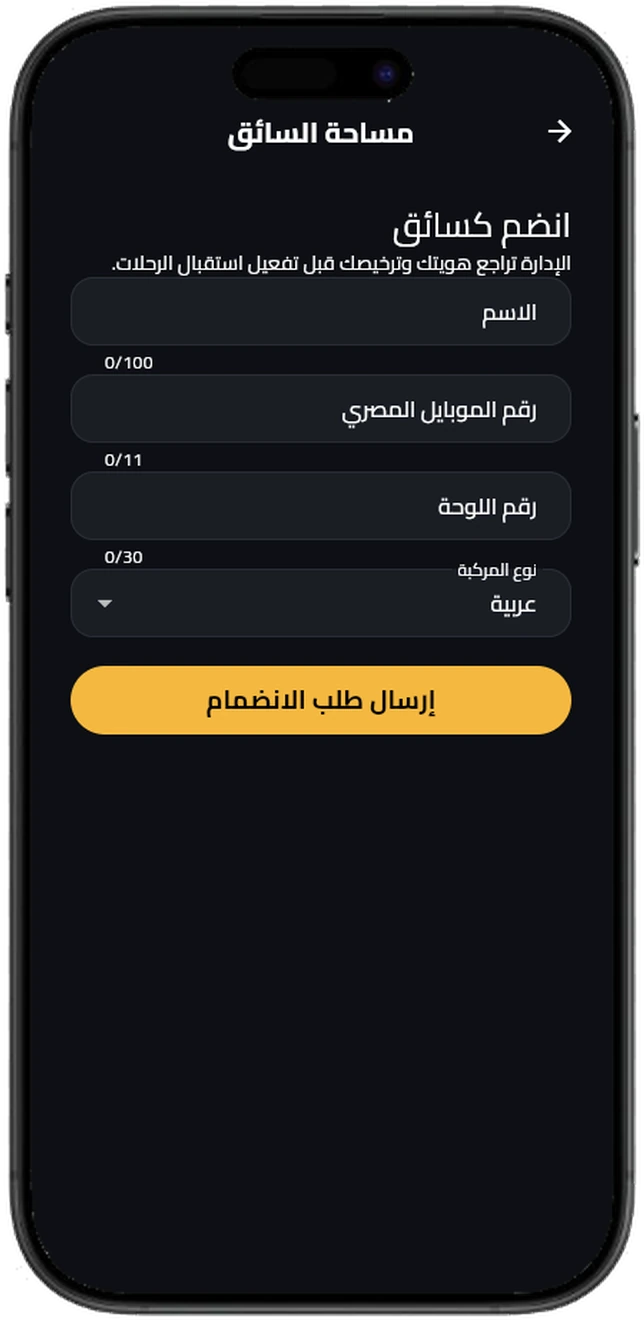 مساحة السائق
انضم كسائق
الإدارة تراجع هويتك وترخيصك قبل تفعيل استقبال الرحلات.
الاسم
0/100
رقم الموبايل المصري
0/11
رقم اللوحة
0/30
نوع المركبة
عربية
إرسال طلب الانضمام